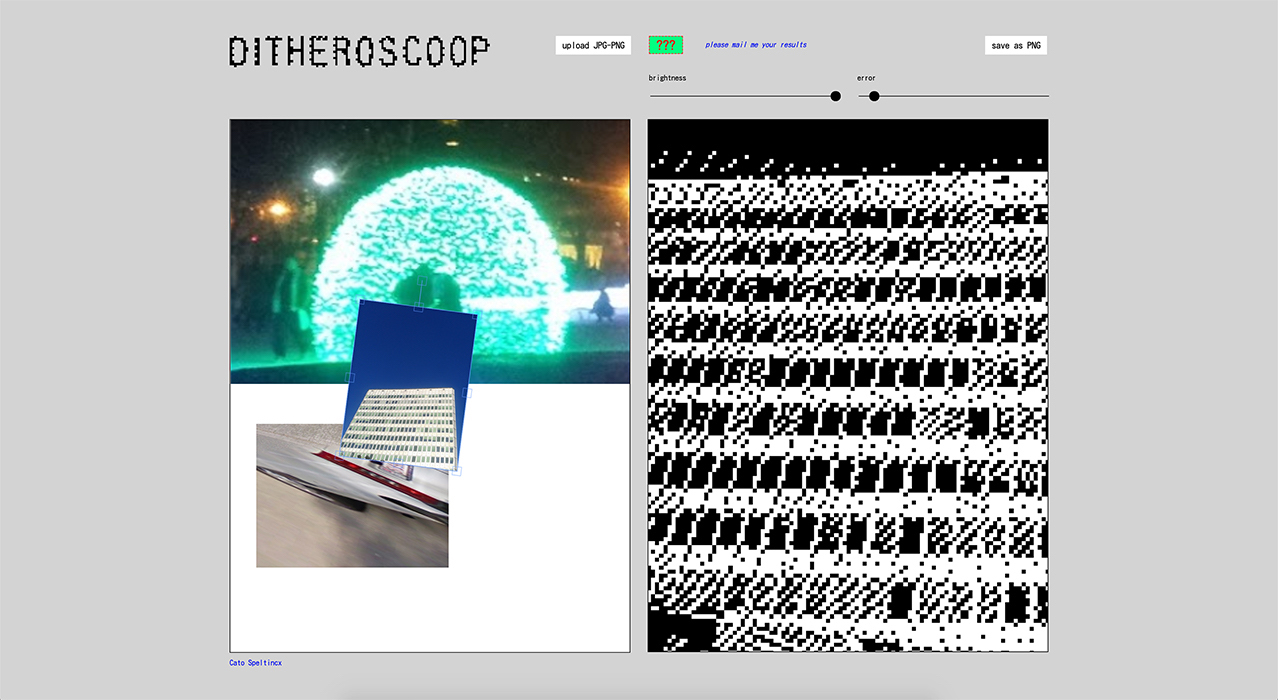 DITHEROSCOOP
upload JPG-PNG
???
please mail me your results
save as PNG
brightness
error
Cato Speltincx